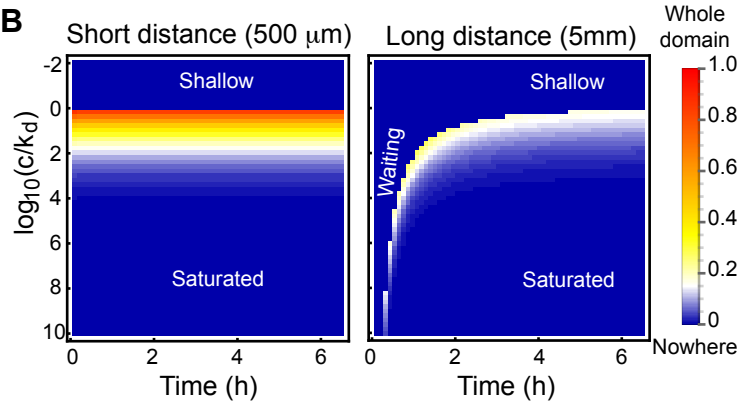 B
Short distance (500 μm)
Long distance (5mm)
Whole
domain
log10(c/kd)
-2
0
2
4
6
8
10
Shallow
Saturated
0
2
4
6
Time (h)
Waiting
Shallow
Saturated
0
2
4
6
Time (h)
1.0
0.8
0.6
0.4
0.2
0
Nowhere